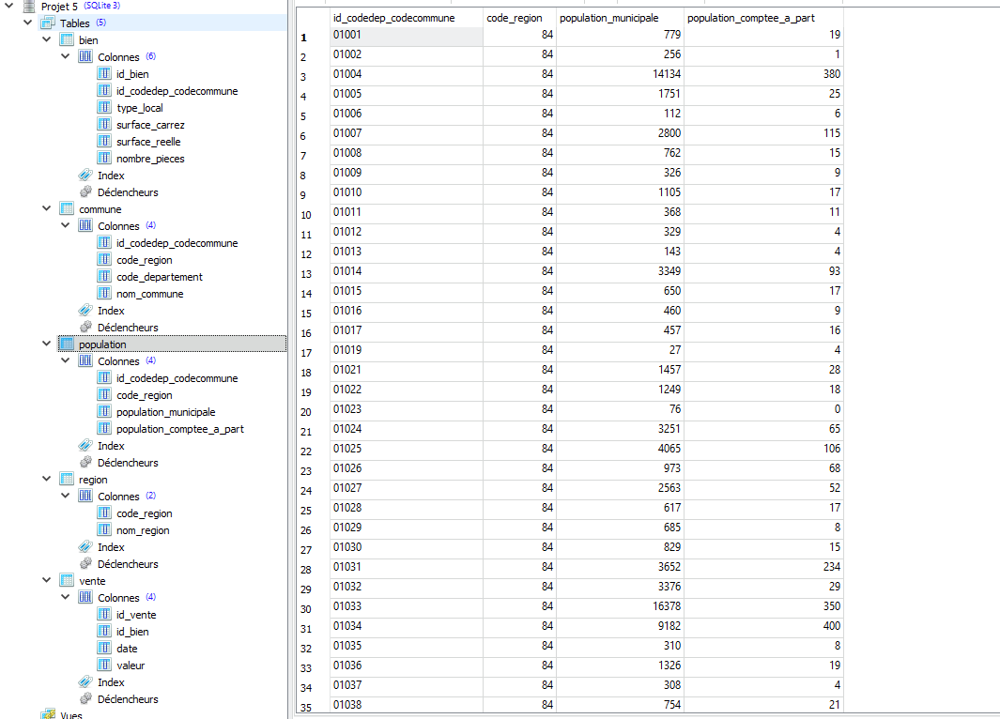 Projet 5 (SQLite 3)
Tables (5)
bien
Colonnes (6)
id_bien
id_codedep_codecommune
type_local
surface_carrez
surface_reelle
nombre_pieces
Index
Déclencheurs
commune
Colonnes (4)
id_codedep_codecommune
code_region
code_departement
nom_commune
Index
Déclencheurs
population
Colonnes (4)
id_codedep_codecommune
code_region
population_municipale
population_comptee_a_part
Index
Déclencheurs
region
Colonnes (2)
code_region
nom_region
Index
Déclencheurs
vente
Colonnes (4)
id_vente
id_bien
date
valeur
Index
Déclencheurs
Vues
id_codedep_codecommune code_region population_municipale population_comptee_a_part
1 01001 84 779 19
2 01002 84 256 1
3 01004 84 14134 380
4 01005 84 1751 25
5 01006 84 112 6
6 01007 84 2800 115
7 01008 84 762 15
8 01009 84 326 9
9 01010 84 1105 17
10 01011 84 368 11
11 01012 84 329 4
12 01013 84 143 4
13 01014 84 3349 93
14 01015 84 650 17
15 01016 84 460 9
16 01017 84 457 16
17 01019 84 27 4
18 01021 84 1457 28
19 01022 84 1249 18
20 01023 84 76 0
21 01024 84 3251 65
22 01025 84 4065 106
23 01026 84 973 68
24 01027 84 2563 52
25 01028 84 617 17
26 01029 84 685 8
27 01030 84 829 15
28 01031 84 3652 234
29 01032 84 3376 29
30 01033 84 16378 350
31 01034 84 9182 400
32 01035 84 310 8
33 01036 84 1326 19
34 01037 84 308 4
35 01038 84 754 21